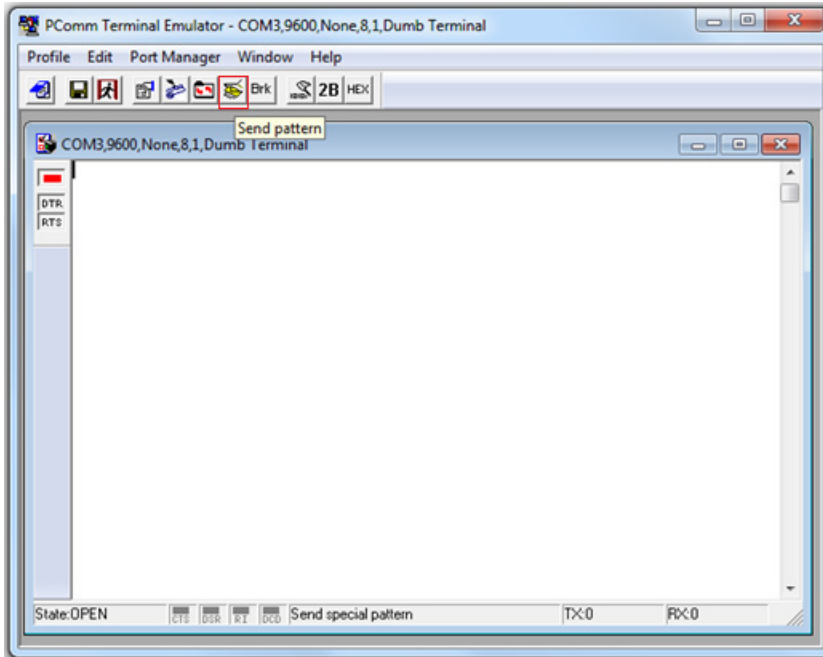 PComm Terminal Emulator - COM3,9600,None,8,1,Dumb Terminal
Profile Edit Port Manager Window Help
Brk 2B HEX
Send pattern
COM3,9600,None,8,1,Dumb Terminal
DTR
RTS
State:OPEN CTS DSR RI DCD Send special pattern TX:0 RX:0